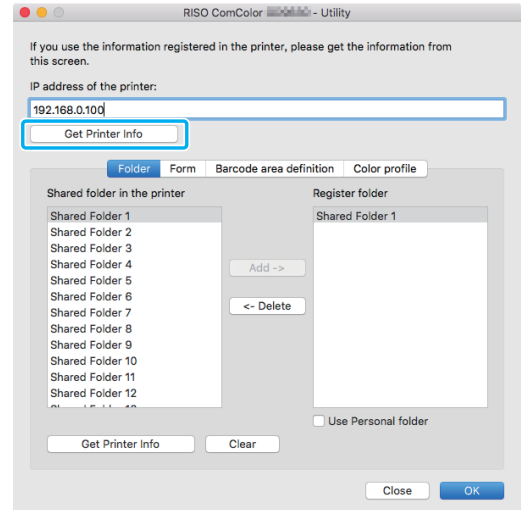 RISO ComColor - Utility
If you use the information registered in the printer, please get the information from
this screen.
IP address of the printer:
192.168.0.100
Get Printer Info
Folder Form Barcode area definition Color profile
Shared folder in the printer Register folder
Shared Folder 1 Shared Folder 1
Shared Folder 2
Shared Folder 3
Shared Folder 4
Add ->
Shared Folder 5
Shared Folder 6
<- Delete
Shared Folder 7
Shared Folder 8
Shared Folder 9
Shared Folder 10
Shared Folder 11
Shared Folder 12
Use Personal folder
Get Printer Info Clear
Close OK